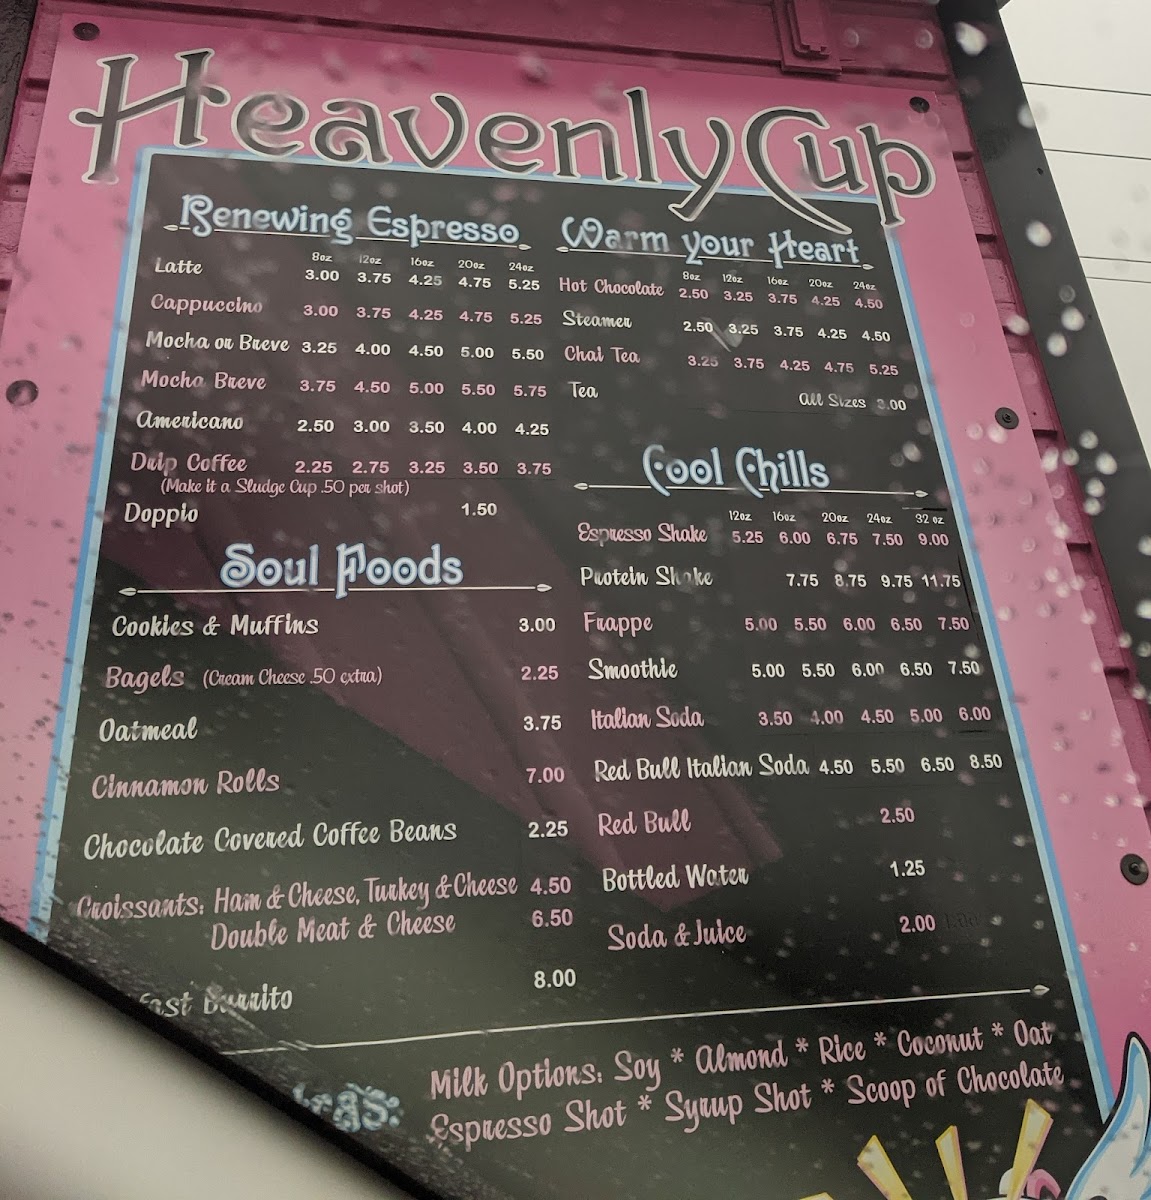 Heavenly Cup
Renewing Espresso
8oz 12oz 16oz 20oz 24oz
Latte 3.00 3.75 4.25 4.75 5.25
Cappuccino 3.00 3.75 4.25 4.75 5.25
Mocha or Breve 3.25 4.00 4.50 5.00 5.50
Mocha Breve 3.75 4.50 5.00 5.50 5.75
Americano 2.50 3.00 3.50 4.00 4.25
Drip Coffee 2.25 2.75 3.25 3.50 3.75
(Make it a Sludge Cup .50 per shot)
Doppio 1.50
Soul Foods
Cookies & Muffins 3.00
Bagels (Cream Cheese .50 extra) 2.25
Oatmeal 3.75
Cinnamon Rolls 7.00
Chocolate Covered Coffee Beans 2.25
Croissants: Ham & Cheese, Turkey & Cheese 4.50
Double Meat & Cheese 6.50
Burrito 8.00
Warm your Heart
8oz 12oz 16oz 20oz 24oz
Hot Chocolate 2.50 3.25 3.75 4.25 4.50
Steamer 2.50 3.25 3.75 4.25 4.50
Chai Tea 3.25 3.75 4.25 4.75 5.25
Tea All Sizes
Cool Chills
12oz 16oz 20oz 24oz 32 oz
Espresso Shake 5.25 6.00 6.75 7.50 9.00
Protein Shake 7.75 8.75 9.75 11.75
Frappe 5.00 5.50 6.00 6.50 7.50
Smoothie 5.00 5.50 6.00 6.50 7.50
Italian Soda 3.50 4.00 4.50 5.00 6.00
Red Bull Italian Soda 4.50 5.50 6.50 8.50
Red Bull 2.50
Bottled Water 1.25
Soda & Juice 2.00
Milk Options: Soy * Almond * Rice * Coconut * Oat
Espresso Shot * Syrup Shot * Scoop of Chocolate